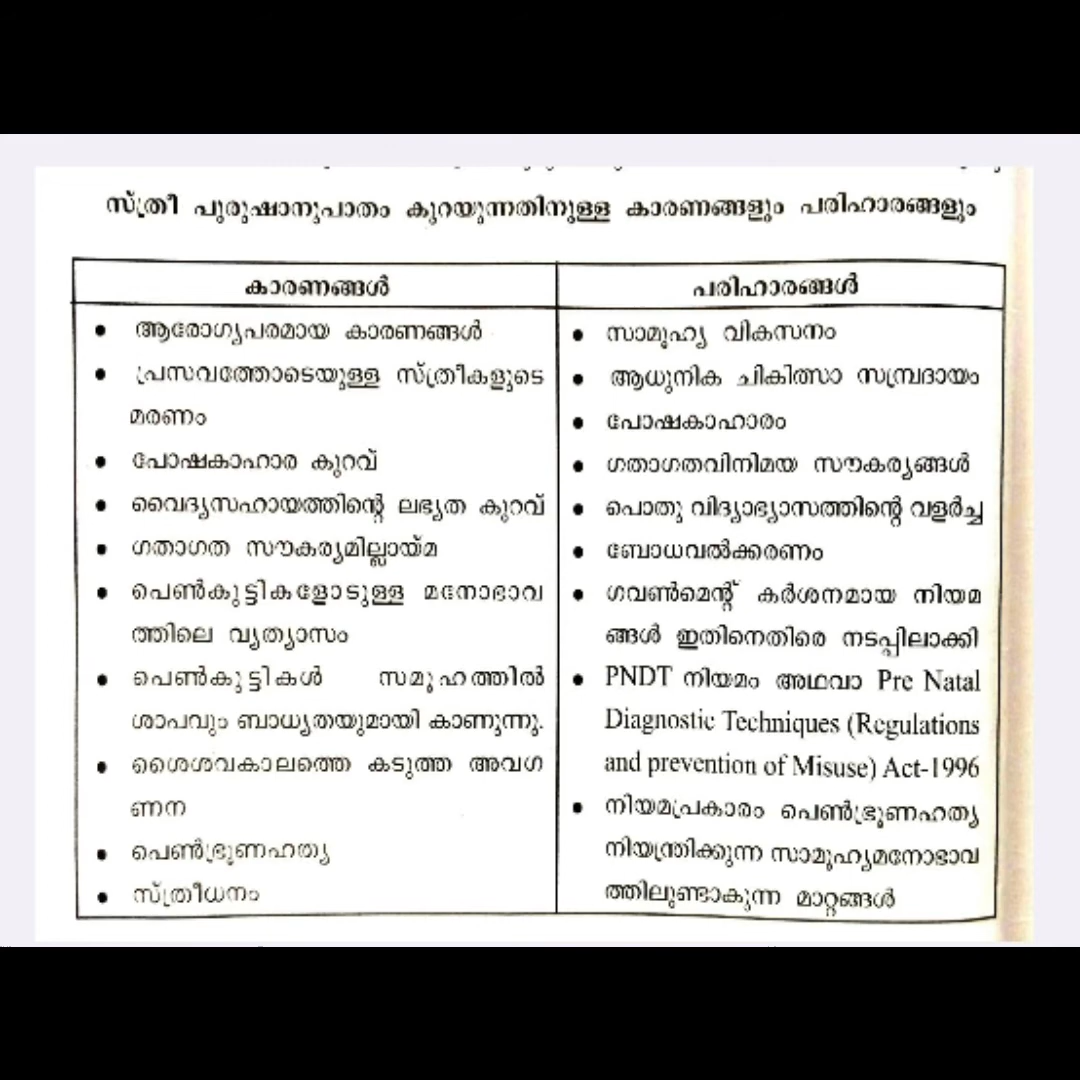 സ്ത്രീ പുരുഷാനുപാതം കുറയുന്നതിനുള്ള കാരണങ്ങളും പരിഹാരങ്ങളും
കാരണങ്ങൾ
• ആരോഗ്യപരമായ കാരണങ്ങൾ
• പ്രസവത്തോടെയുള്ള സ്ത്രീകളുടെ
മരണം
• പോഷകാഹാര കുറവ്
• വൈദ്യസഹായത്തിന്റെ ലഭ്യത കുറവ്
• ഗതാഗത സൗകര്യമില്ലായ്മ
• പെൺകുട്ടികളോടുള്ള മനോഭാവ
ത്തിലെ വ്യത്യാസം
• പെൺകുട്ടികൾ സമൂഹത്തിൽ
ശാപവും ബാധ്യതയുമായി കാണുന്നു.
• ശൈശവകാലത്തെ കടുത്ത അവഗ
ണന
• പെൺഭ്രൂണഹത്യ
• സ്ത്രീധനം
പരിഹാരങ്ങൾ
• സാമൂഹ്യ വികസനം
• ആധുനിക ചികിത്സാ സമ്പ്രദായം
• പോഷകാഹാരം
• ഗതാഗതവിനിമയ സൗകര്യങ്ങൾ
• പൊതു വിദ്യാഭ്യാസത്തിന്റെ വളർച്ച
• ബോധവൽക്കരണം
• ഗവൺമെന്റ് കർശനമായ നിയമ
ങ്ങൾ ഇതിനെതിരെ നടപ്പിലാക്കി
• PNDT നിയമം അഥവാ Pre Natal
Diagnostic Techniques (Regulations
and prevention of Misuse) Act-1996
• നിയമപ്രകാരം പെൺഭ്രൂണഹത്യ
നിയന്ത്രിക്കുന്ന സാമൂഹ്യമനോഭാവ
ത്തിലുണ്ടാകുന്ന മാറ്റങ്ങൾ